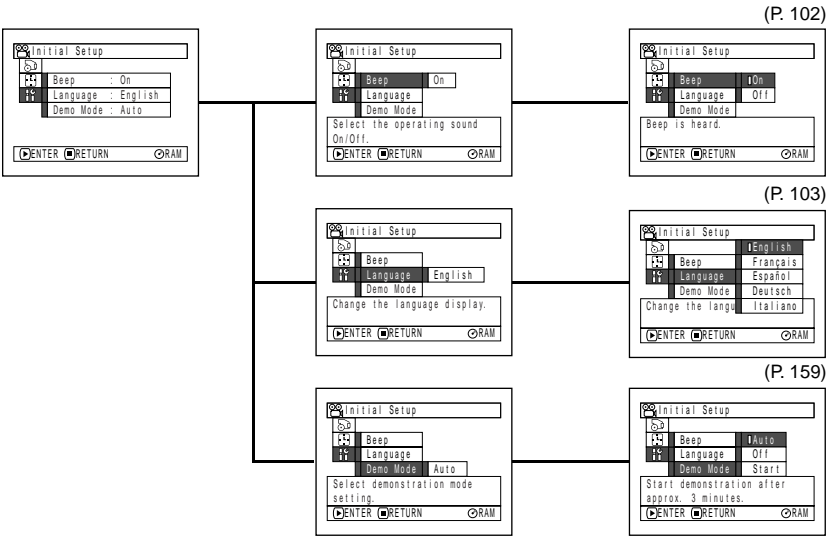 (P. 102)
Initial Setup
Beep : On
Language : English
Demo Mode : Auto
ENTER RETURN RAM
Initial Setup
Beep On
Language
Demo Mode
Select the operating sound
On/Off.
ENTER RETURN RAM
Initial Setup
Beep On
Language Off
Demo Mode
Beep is heard.
ENTER RETURN RAM
(P. 103)
Initial Setup
Beep
Language English
Demo Mode
Change the language display.
ENTER RETURN RAM
Initial Setup
English
Beep Français
Language Español
Demo Mode Deutsch
Change the langu Italiano
ENTER RETURN RAM
(P. 159)
Initial Setup
Beep
Language
Demo Mode Auto
Select demonstration mode
setting.
ENTER RETURN RAM
Initial Setup
Beep Auto
Language Off
Demo Mode Start
Start demonstration after
approx. 3 minutes.
ENTER RETURN RAM